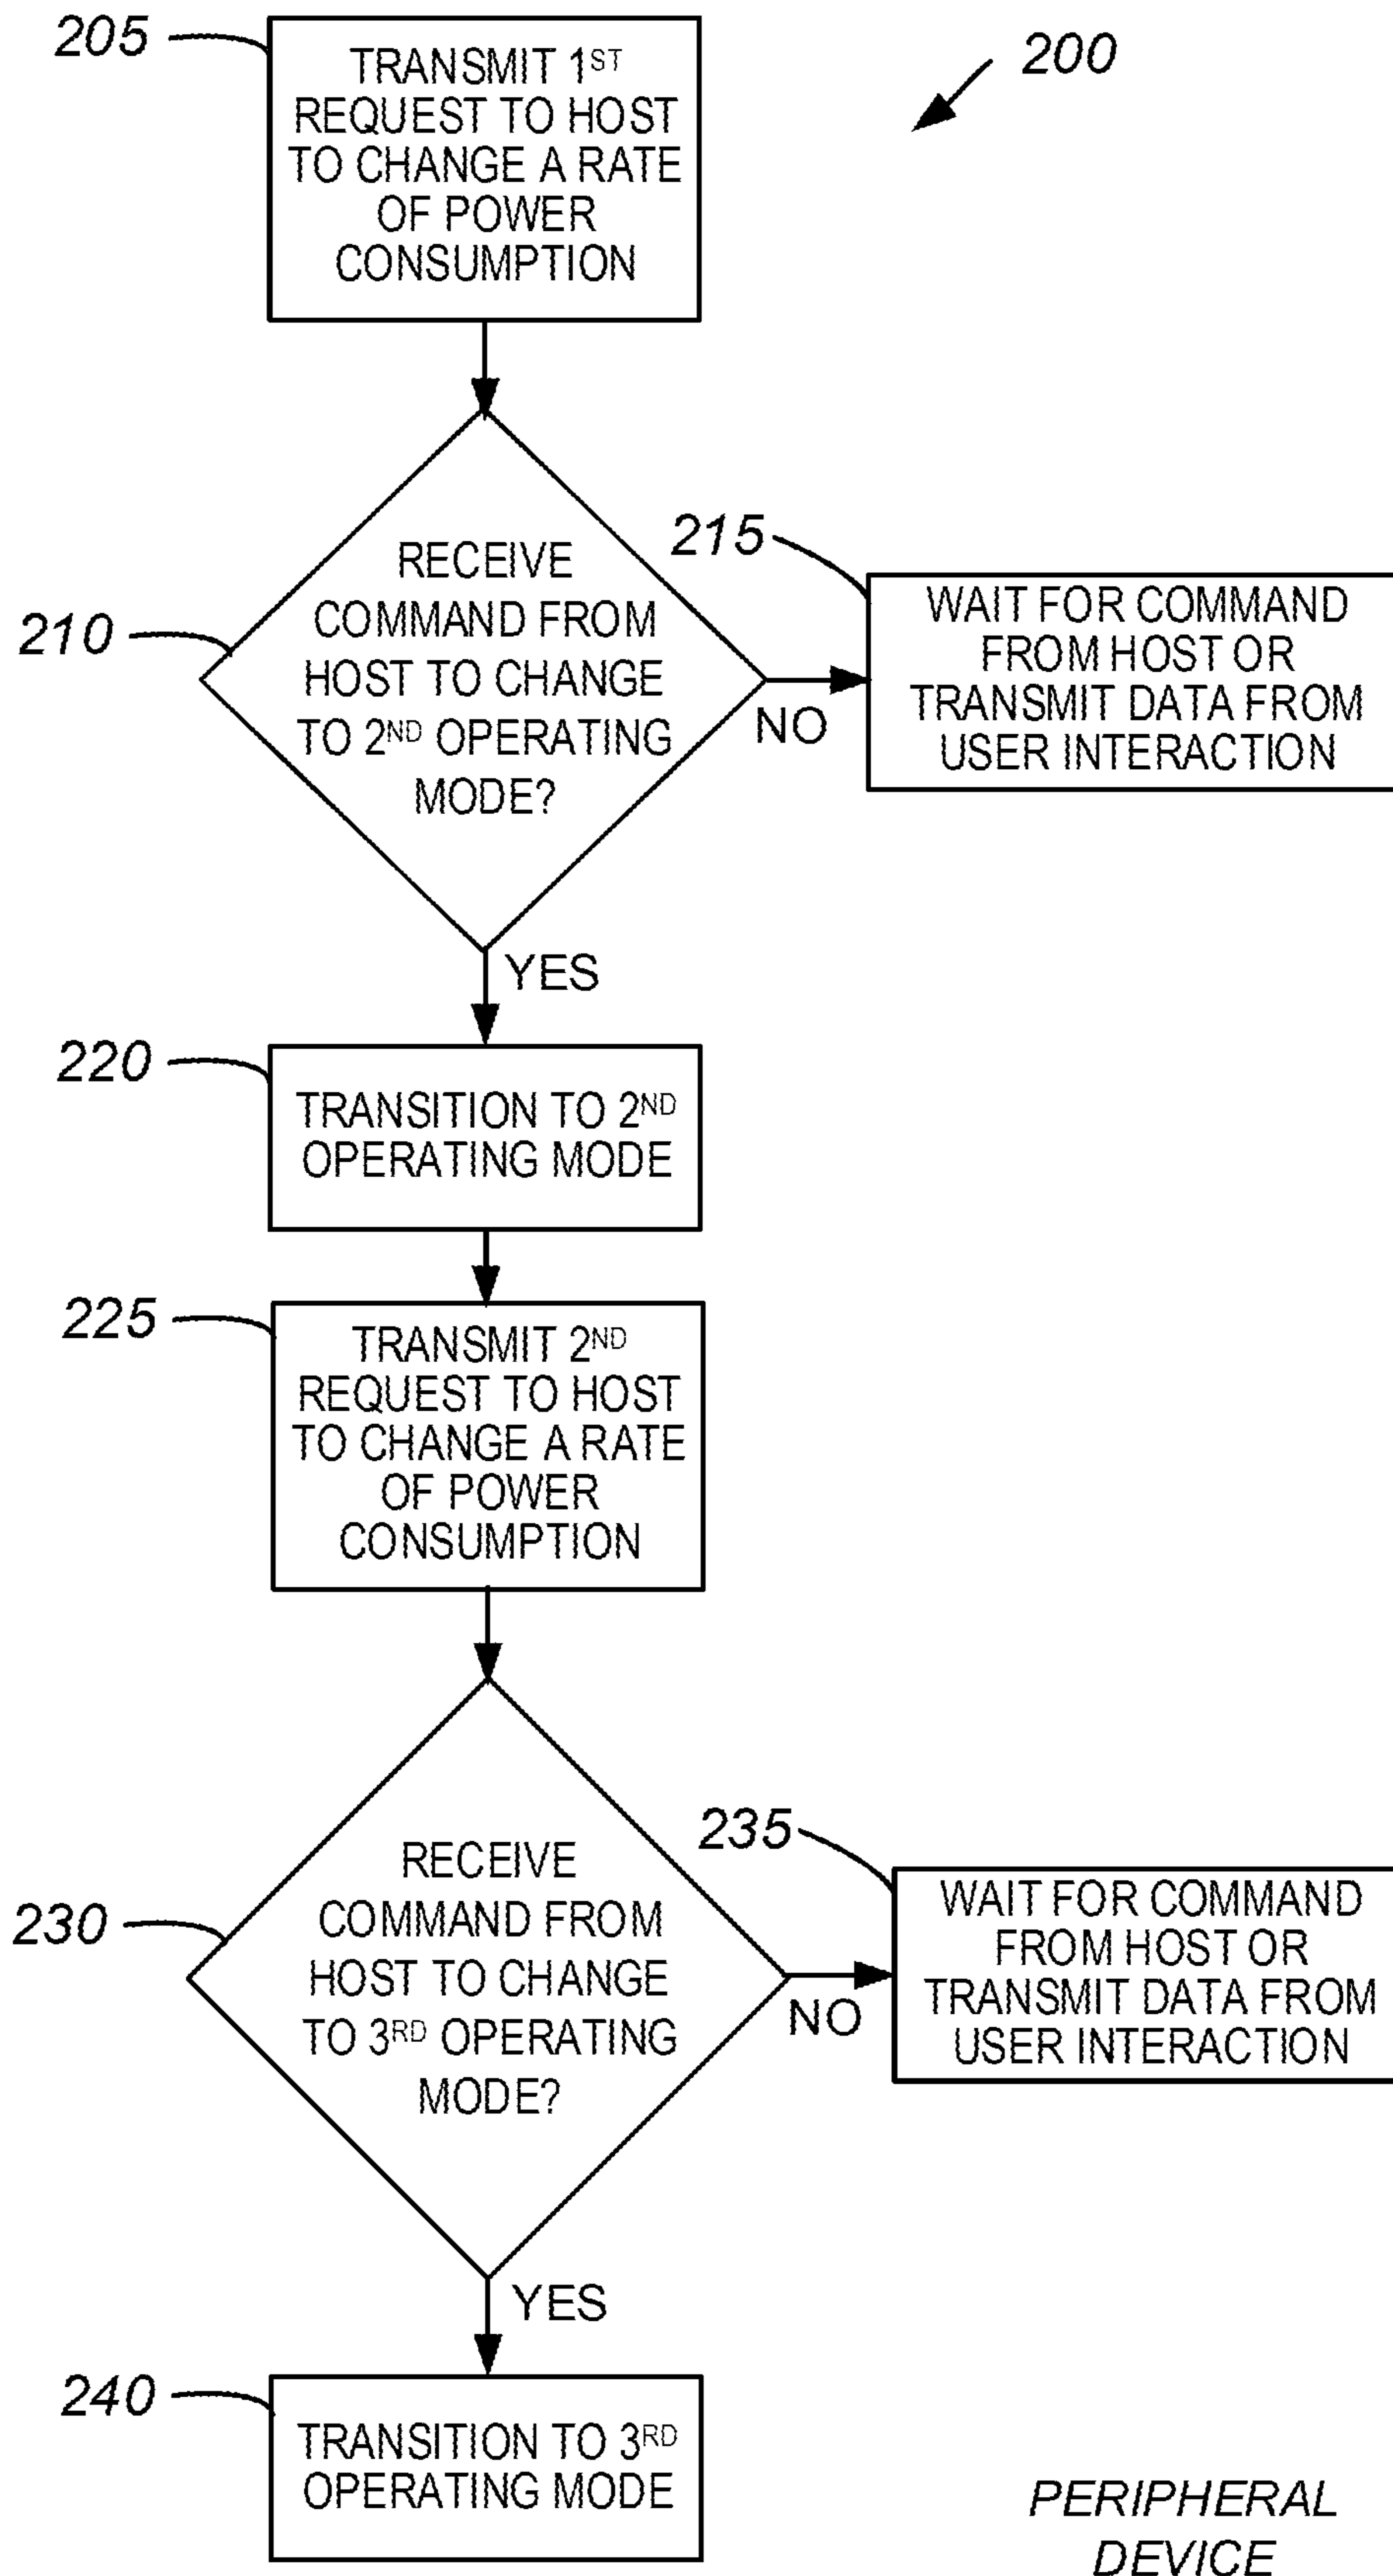 205
TRANSMIT 1ST
REQUEST TO HOST
TO CHANGE A RATE
OF POWER
CONSUMPTION
200
210
RECEIVE
COMMAND FROM
HOST TO CHANGE
TO 2ND OPERATING
MODE?
NO
215
WAIT FOR COMMAND
FROM HOST OR
TRANSMIT DATA FROM
USER INTERACTION
YES
220
TRANSITION TO 2ND
OPERATING MODE
225
TRANSMIT 2ND
REQUEST TO HOST
TO CHANGE A RATE
OF POWER
CONSUMPTION
230
RECEIVE
COMMAND FROM
HOST TO CHANGE
TO 3RD OPERATING
MODE?
NO
235
WAIT FOR COMMAND
FROM HOST OR
TRANSMIT DATA FROM
USER INTERACTION
YES
240
TRANSITION TO 3RD
OPERATING MODE
PERIPHERAL
DEVICE